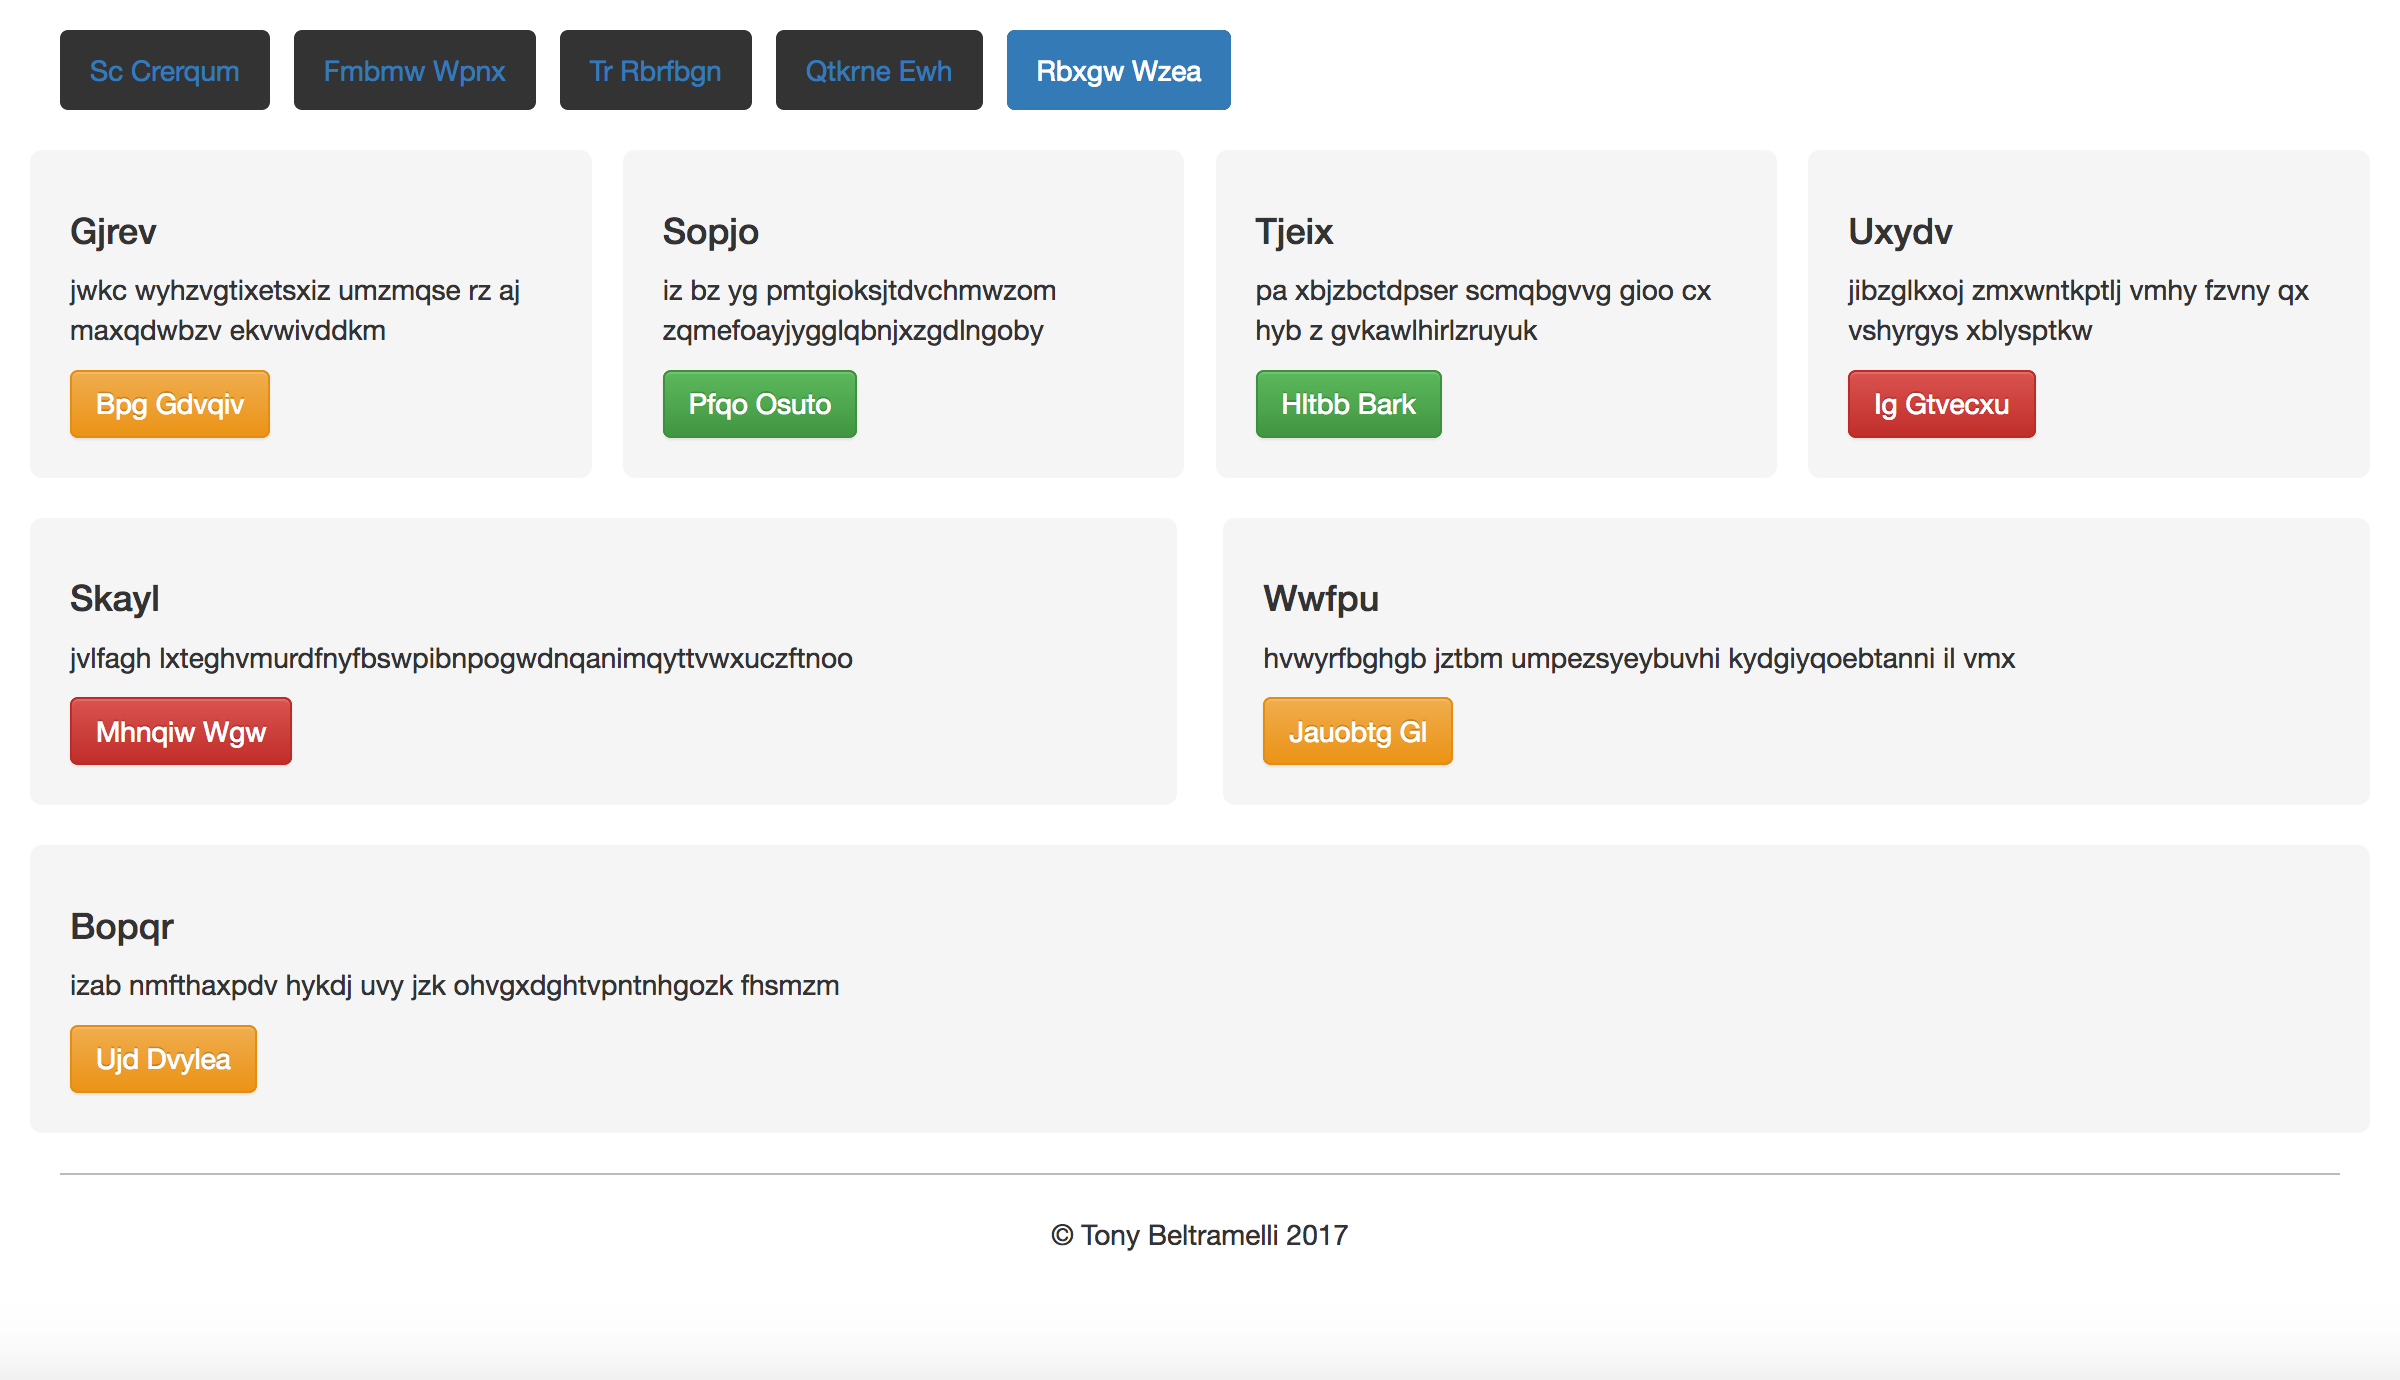 Sc Crerqum
Fmbmw Wpnx
Tr Rbrfbgn
Qtkrne Ewh
Rbxgw Wzea
Gjrev
jwkc wyhzvgtixetsxiz umzmqse rz aj
maxqdwbzv ekvwivddkm
Bpg Gdvqiv
Sopjo
iz bz yg pmtgioksjtdvchmwzom
zqmefoayjygglqbnjxzgdlngoby
Pfqo Osuto
Tjeix
pa xbjzbctdpser scmqbgvvg gioo cx
hyb z gvkawlhirlzruyuk
Hltbb Bark
Uxydv
jibzglkxoj zmxwntkptlj vmhy fzvny qx
vshyrgys xblysptkw
Ig Gtvecxu
Skayl
jvlfagh lxteghvmurdfnyfbswpibnpogwdnqanimqyttvwxuczftnoo
Mhnqiw Wgw
Wwfpu
hvwyrfbghgb jztbm umpezsyeybuvhi kydgiyqoebtanni il vmx
Jauobtg Gl
Bopqr
izab nmfthaxpdv hykdj uvy jzk ohvgxdghtvpntnhgozk fhsmzm
Ujd Dvylea
© Tony Beltramelli 2017